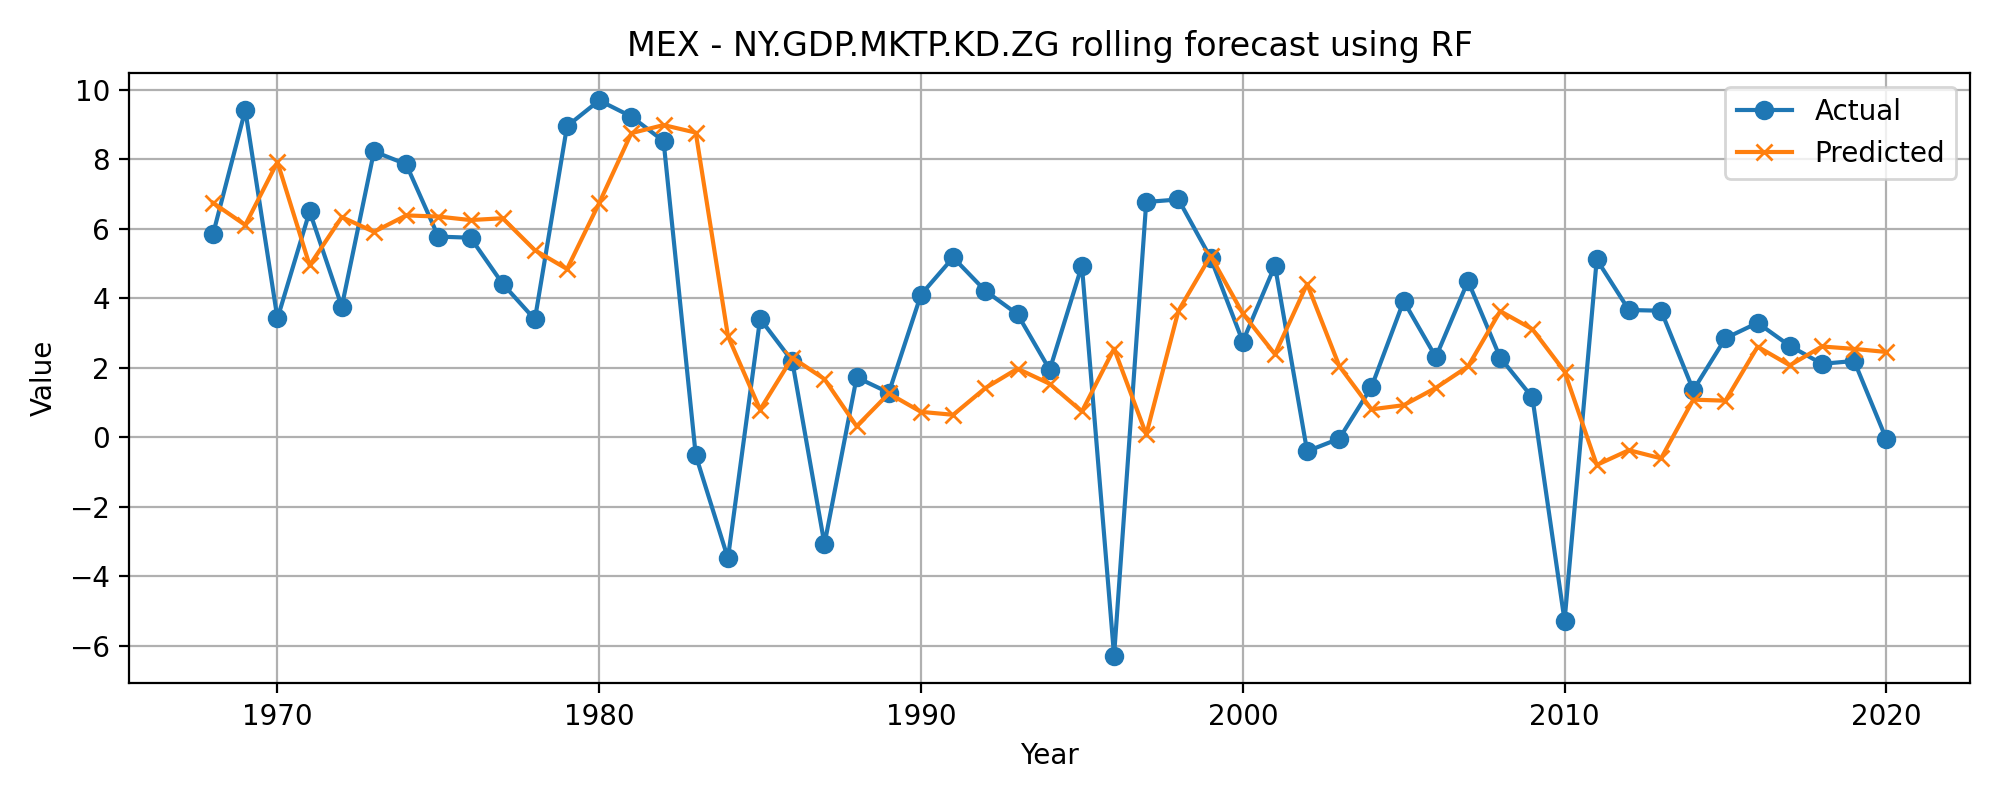 MEX - NY.GDP.MKTP.KD.ZG rolling forecast using RF
10
8
6
4
2
0
−2
−4
−6
Value
Actual
Predicted
1970 1980 1990 2000 2010 2020
Year